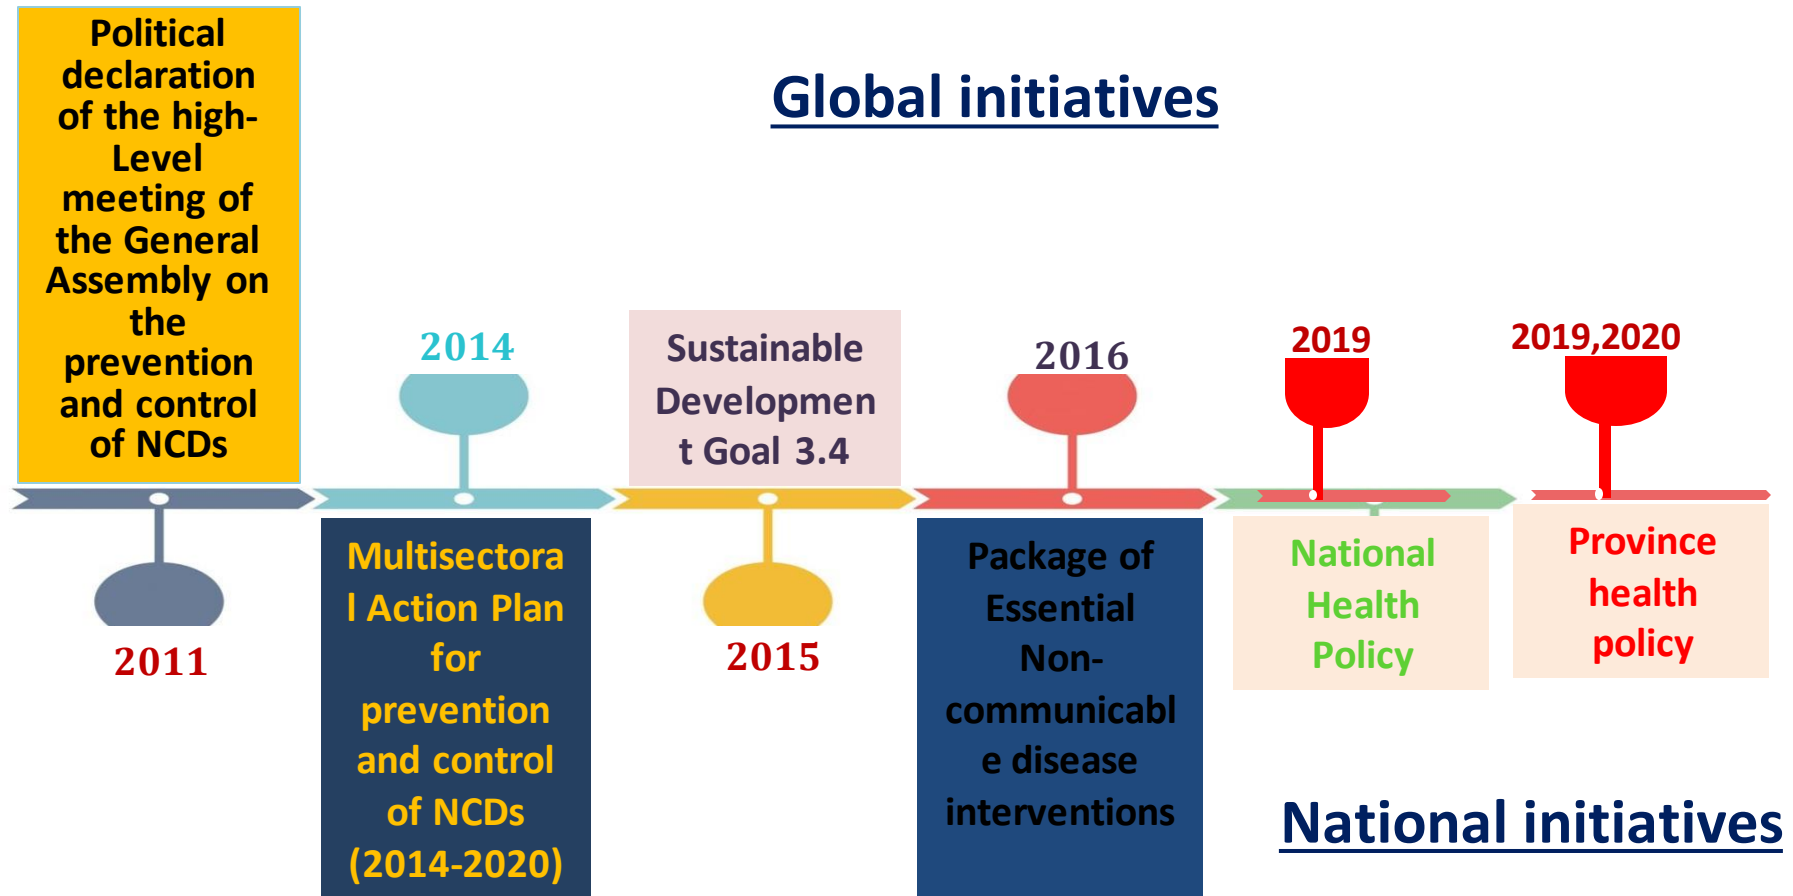 Political
declaration
of the high-
Level
meeting of
the General
Assembly on
the
prevention
and control
of NCDs
Global initiatives
2014
Sustainable
Developmen
t Goal 3.4
2016
2019
2019,2020
2011
Multisectora
l Action Plan
for
prevention
and control
of NCDs
(2014-2020)
2015
Package of
Essential
Non-
communicabl
e disease
interventions
National
Health
Policy
Province
health
policy
National initiatives